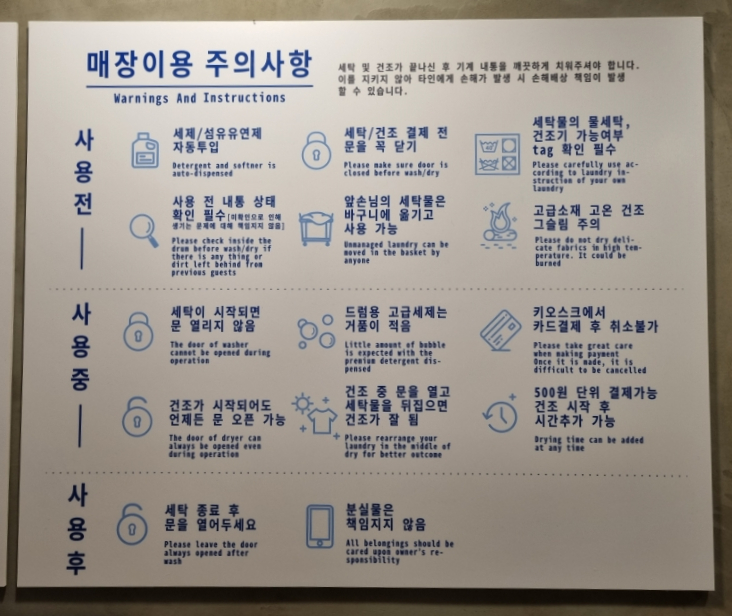 매장이용 주의사항
Warnings And Instructions
세탁 및 건조가 끝나신 후 기계 내통을 깨끗하게 치워주셔야 합니다.
이를 지키지 않아 타인에게 손해가 발생 시 손해배상 책임이 발생
할 수 있습니다.
사용전
세제/섬유유연제
자동투입
Detergent and softner is
auto-dispensed
세탁/건조 결제 전
문을 꼭 닫기
Please make sure door is
closed before wash/dry
세탁물의 물세탁,
건조기 가능여부
tag 확인 필수
Please carefully use ac-
cording to laundry in-
struction of your own
laundry
사용 전 내통 상태
확인 필수[미확인으로 인해
생기는 문제에 대해 책임지지 않음]
Please check inside the
drum before wash/dry if
there is any thing or
dirt left behind from
previous guests
앞손님의 세탁물은
바구니에 옮기고
사용 가능
Unmanaged laundry can be
moved in the basket by
anyone
고급소재 고온 건조
그슬림 주의
Please do not dry deli-
cate fabrics in high tem-
perature. It could be
burned
사용중
세탁이 시작되면
문 열리지 않음
The door of washer
cannot be opened during
operation
드럼용 고급세제는
거품이 적음
Little amount of bubble
is expected with the
premium detergent dis-
pensed
키오스크에서
카드결제 후 취소불가
Please take great care
when making payment
Once it is made, it is
difficult to be cancelled
건조가 시작되어도
언제든 문 오픈 가능
The door of dryer can
always be opened even
during operation
건조 중 문을 열고
세탁물을 뒤집으면
건조가 잘 됨
Please rearrange your
laundry in the middle of
dry for better outcome
500원 단위 결제가능
건조 시작 후
시간추가 가능
Drying time can be added
at any time
사용후
세탁 종료 후
문을 열어두세요
Please leave the door
always opened after
wash
분실물은
책임지지 않음
All belongings should be
cared upon owner's re-
sponsibility